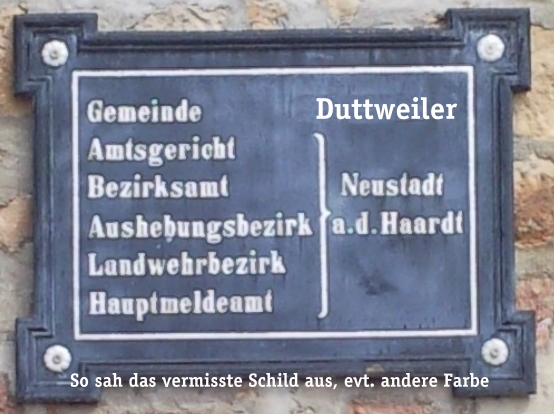 Gemeinde Duttweiler
Amtsgericht
Bezirksamt Neustadt
Aushebungsbezirk a.d.Haardt
Landwehrbezirk
Hauptmeldeamt
So sah das vermisste Schild aus, evt. andere Farbe